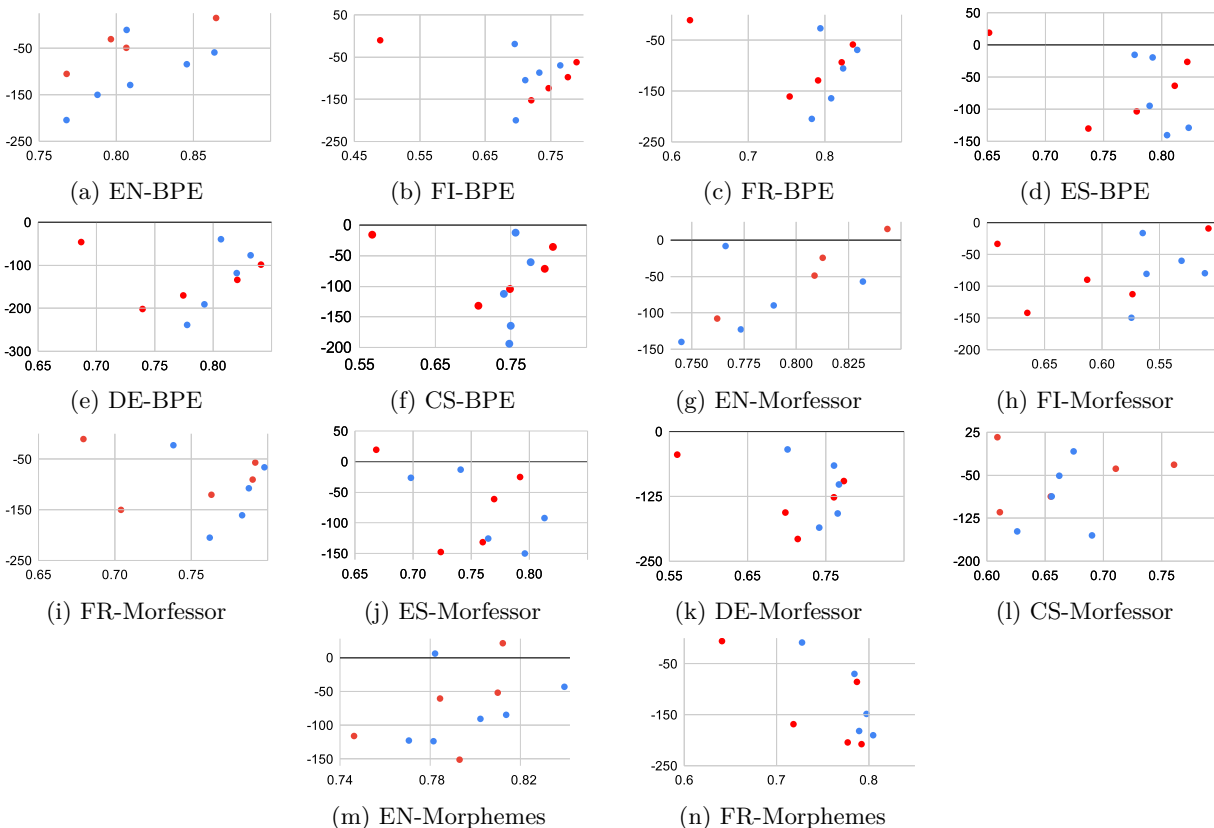 -50
-150
-250
0.75 0.80 0.85
(a) EN-BPE
50
-50
-150
-250
0.45 0.55 0.65 0.75
(b) FI-BPE
-50
-150
-250
0.6 0.8
(c) FR-BPE
50
0
-50
-100
-150
0.65 0.70 0.75 0.80
(d) ES-BPE
0
-100
-200
-300
0.65 0.70 0.75 0.80
(e) DE-BPE
0
-50
-100
-150
-200
0.55 0.65 0.75
(f) CS-BPE
0
-50
-100
-150
0.750 0.775 0.800 0.825
(g) EN-Morfessor
0
-50
-100
-150
-200
0.65 0.60 0.55
(h) FI-Morfessor
-50
-150
-250
0.65 0.70 0.75
(i) FR-Morfessor
50
0
-50
-100
-150
0.65 0.70 0.75 0.80
(j) ES-Morfessor
0
-125
-250
0.55 0.65 0.75
(k) DE-Morfessor
25
-50
-125
-200
0.60 0.65 0.70 0.75
(l) CS-Morfessor
0
-50
-100
-150
0.74 0.78 0.82
(m) EN-Morphemes
-50
-150
-250
0.6 0.7 0.8
(n) FR-Morphemes